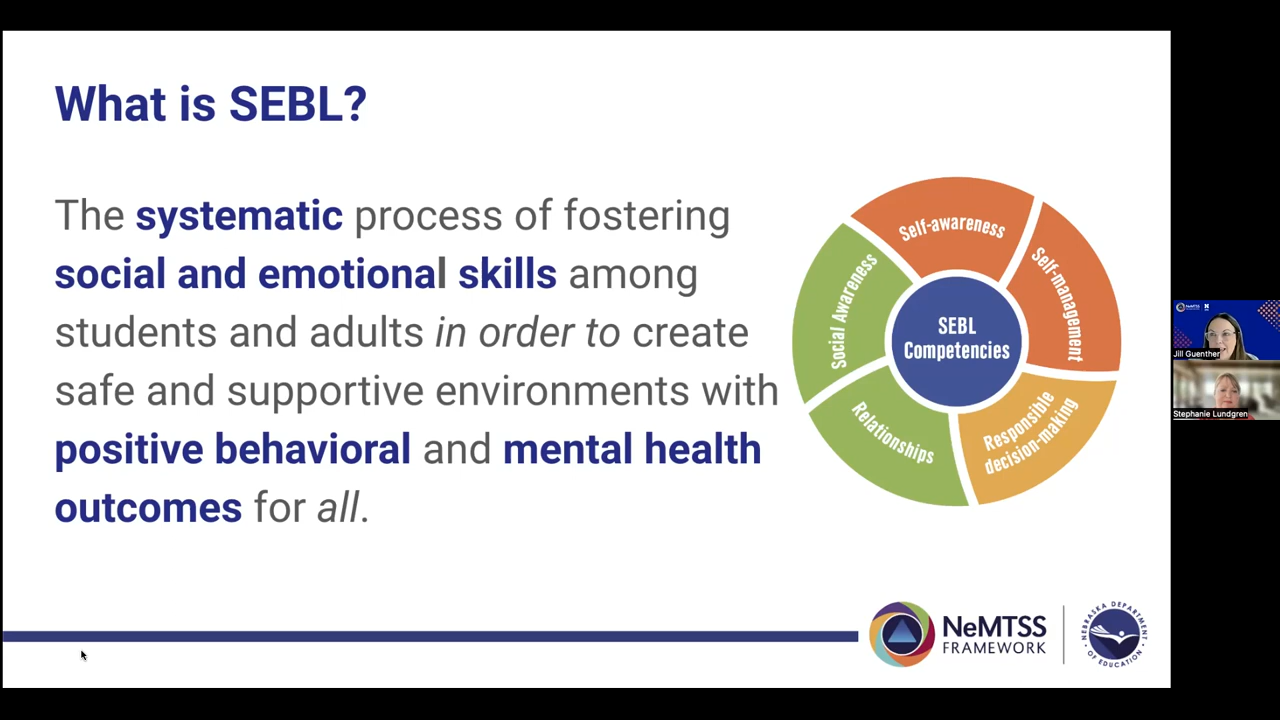 What is SEBL?
The systematic process of fostering
social and emotional skills among
students and adults in order to create
safe and supportive environments with
positive behavioral and mental health
outcomes for all.
Self-awareness
Self-management
Responsible
decision-making
Relationships
Social Awareness
SEBL
Competencies
Jill Guenther
Stephanie Lundgren
NeMTSS
FRAMEWORK
NEBRASKA DEPARTMENT
OF EDUCATION